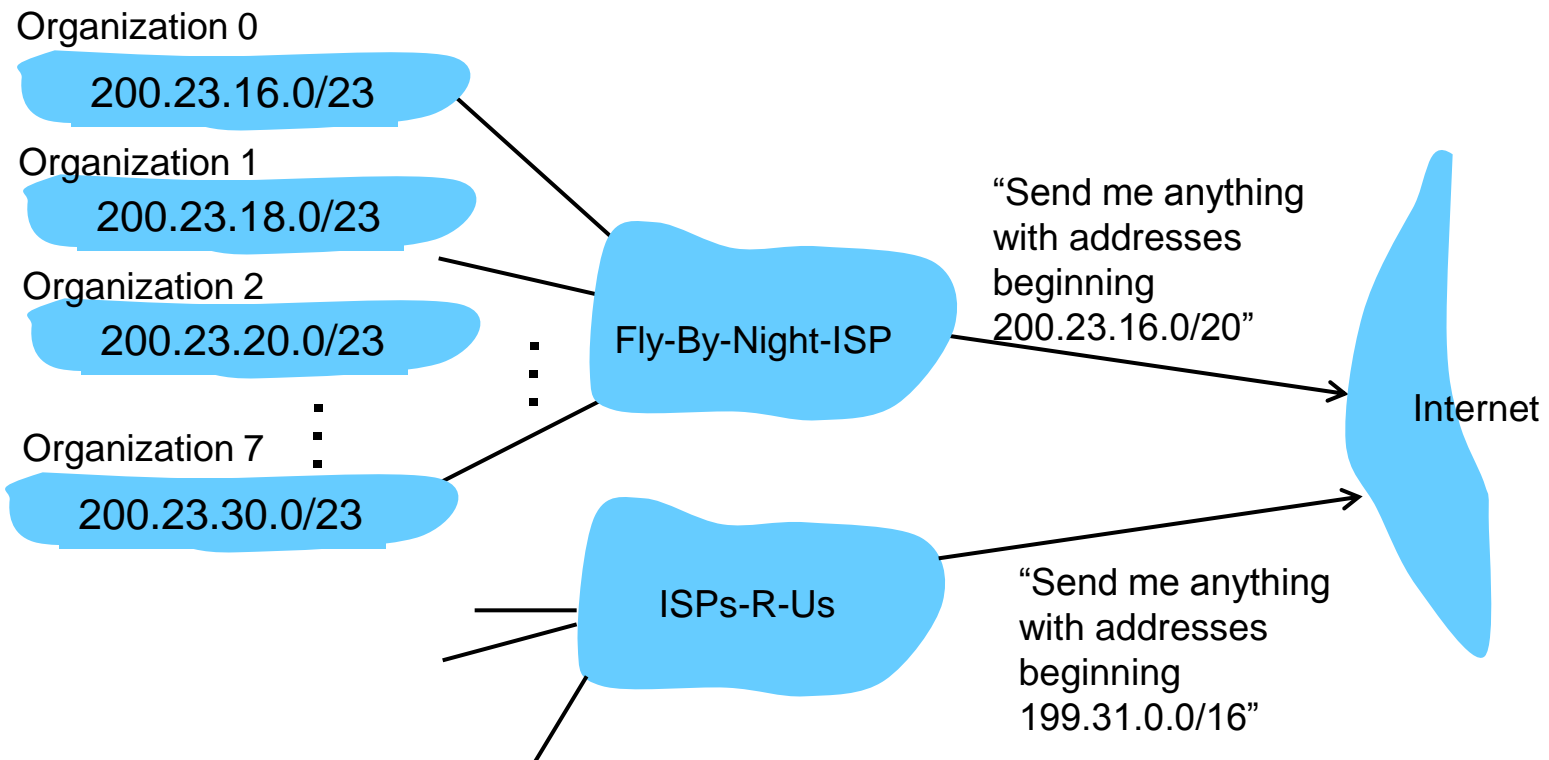 Organization 0
200.23.16.0/23
Organization 1
200.23.18.0/23
Organization 2
200.23.20.0/23
Organization 7
200.23.30.0/23
Fly-By-Night-ISP
“Send me anything
with addresses
beginning
200.23.16.0/20”
Internet
ISPs-R-Us
“Send me anything
with addresses
beginning
199.31.0.0/16”